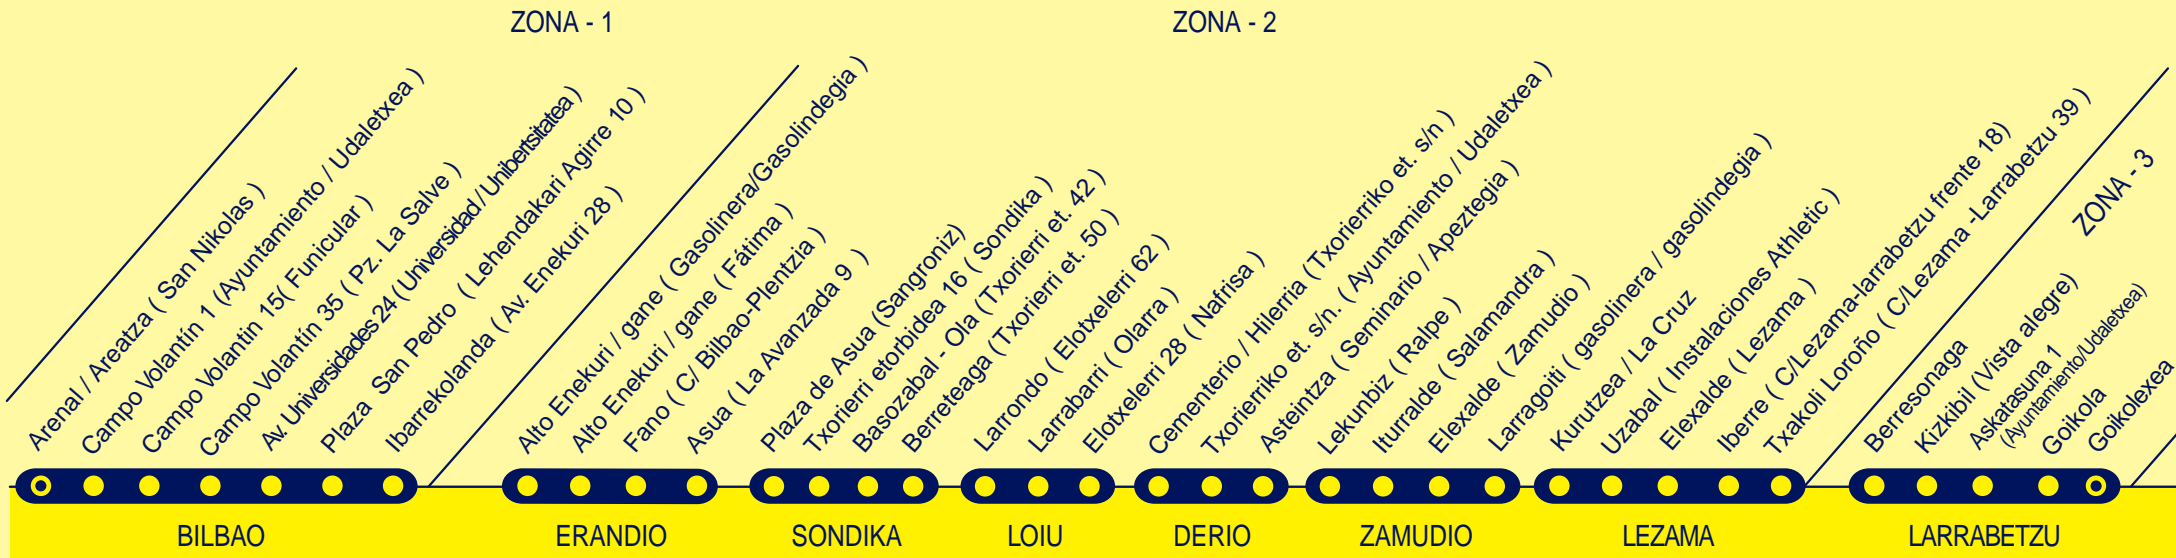 ZONA - 1
ZONA - 2
ZONA - 3
Arenal / Areatza ( San Nikolas )
Campo Volantín 1 (Ayuntamiento / Udaletxea )
Campo Volantin 15( Funicular )
Campo Volantín 35 ( Pz. La Salve )
Av. Universidades 24 ( Universidad / Unibertsitatea )
Plaza San Pedro ( Lehendakari Agirre 10 )
Ibarrekolanda ( Av. Enekuri 28 )
Alto Enekuri / gane ( Gasolinera/Gasolindegia )
Alto Enekuri / gane ( Fátima )
Fano ( C/ Bilbao-Plentzia )
Asua ( La Avanzada 9 )
Plaza de Asua (Sangroniz)
Txorierri etorbidea 16 ( Sondika )
Basozabal - Ola (Txorierri et. 42 )
Berreteaga (Txorierri et. 50 )
Larrondo ( Elotxelerri 62 )
Larrabarri ( Olarra )
Elotxelerri 28 ( Nafrisa )
Cementerio / Hilerria ( Txorierriko et. s/n )
Txorierriko et. s/n. ( Ayuntamiento / Udaletxea )
Asteintza ( Seminario / Apeztegia )
Lekunbiz ( Ralpe )
Iturralde ( Salamandra )
Elexalde ( Zamudio )
Larragoiti ( gasolinera / gasolindegia )
Kurutzea / La Cruz
Uzabal ( Instalaciones Athletic )
Elexalde ( Lezama )
Iberre ( C/Lezama-larrabetzu frente 18)
Txakoli Loroño ( C/Lezama -Larrabetzu 39 )
Berresonaga
Kizkibil (Vista alegre)
Askatasuna 1
(Ayuntamiento/Udaletxea)
Goikola
Goikolexea
BILBAO
ERANDIO
SONDIKA
LOIU
DERIO
ZAMUDIO
LEZAMA
LARRABETZU